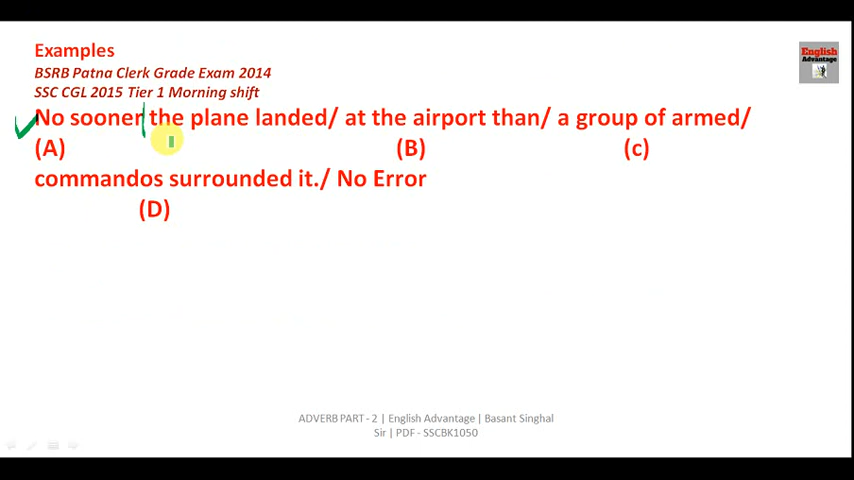 Examples
BSRB Patna Clerk Grade Exam 2014
SSC CGL 2015 Tier 1 Morning shift
No sooner the plane landed/ at the airport than/ a group of armed/
(A) (B) (c)
commandos surrounded it./ No Error
(D)
English
Advantage
ADVERB PART - 2 | English Advantage | Basant Singhal
Sir | PDF - SSCBK1050